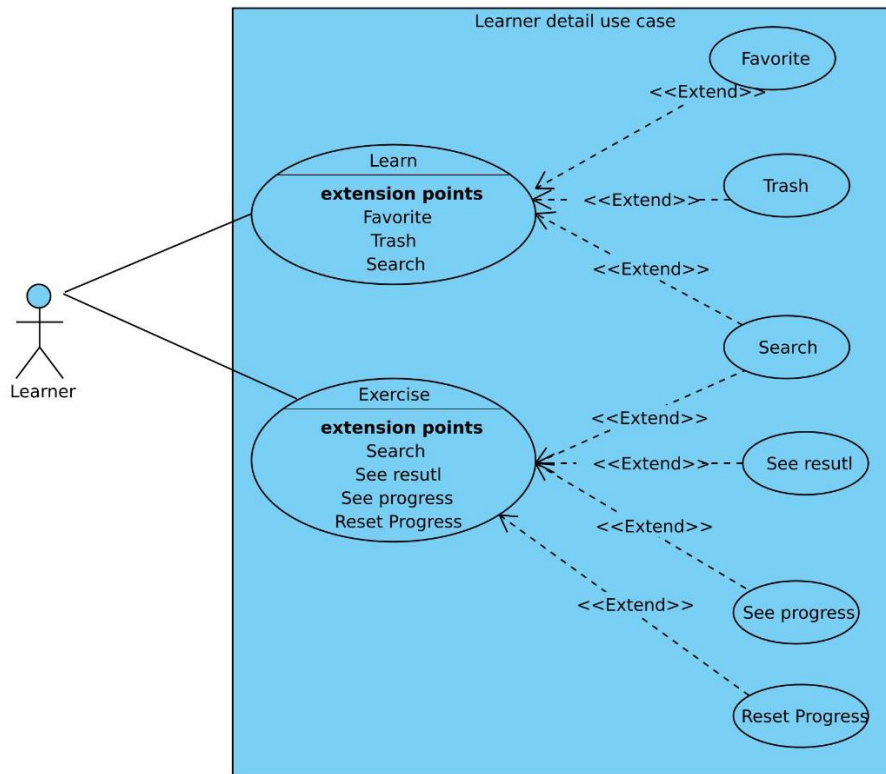 Learner detail use case
Favorite
<<Extend>>
Learn
extension points
Favorite
Trash
Search
<<Extend>>
Trash
<<Extend>>
Search
Learner
Exercise
extension points
Search
See resutl
See progress
Reset Progress
<<Extend>>
<<Extend>>
See resutl
<<Extend>>
See progress
<<Extend>>
Reset Progress